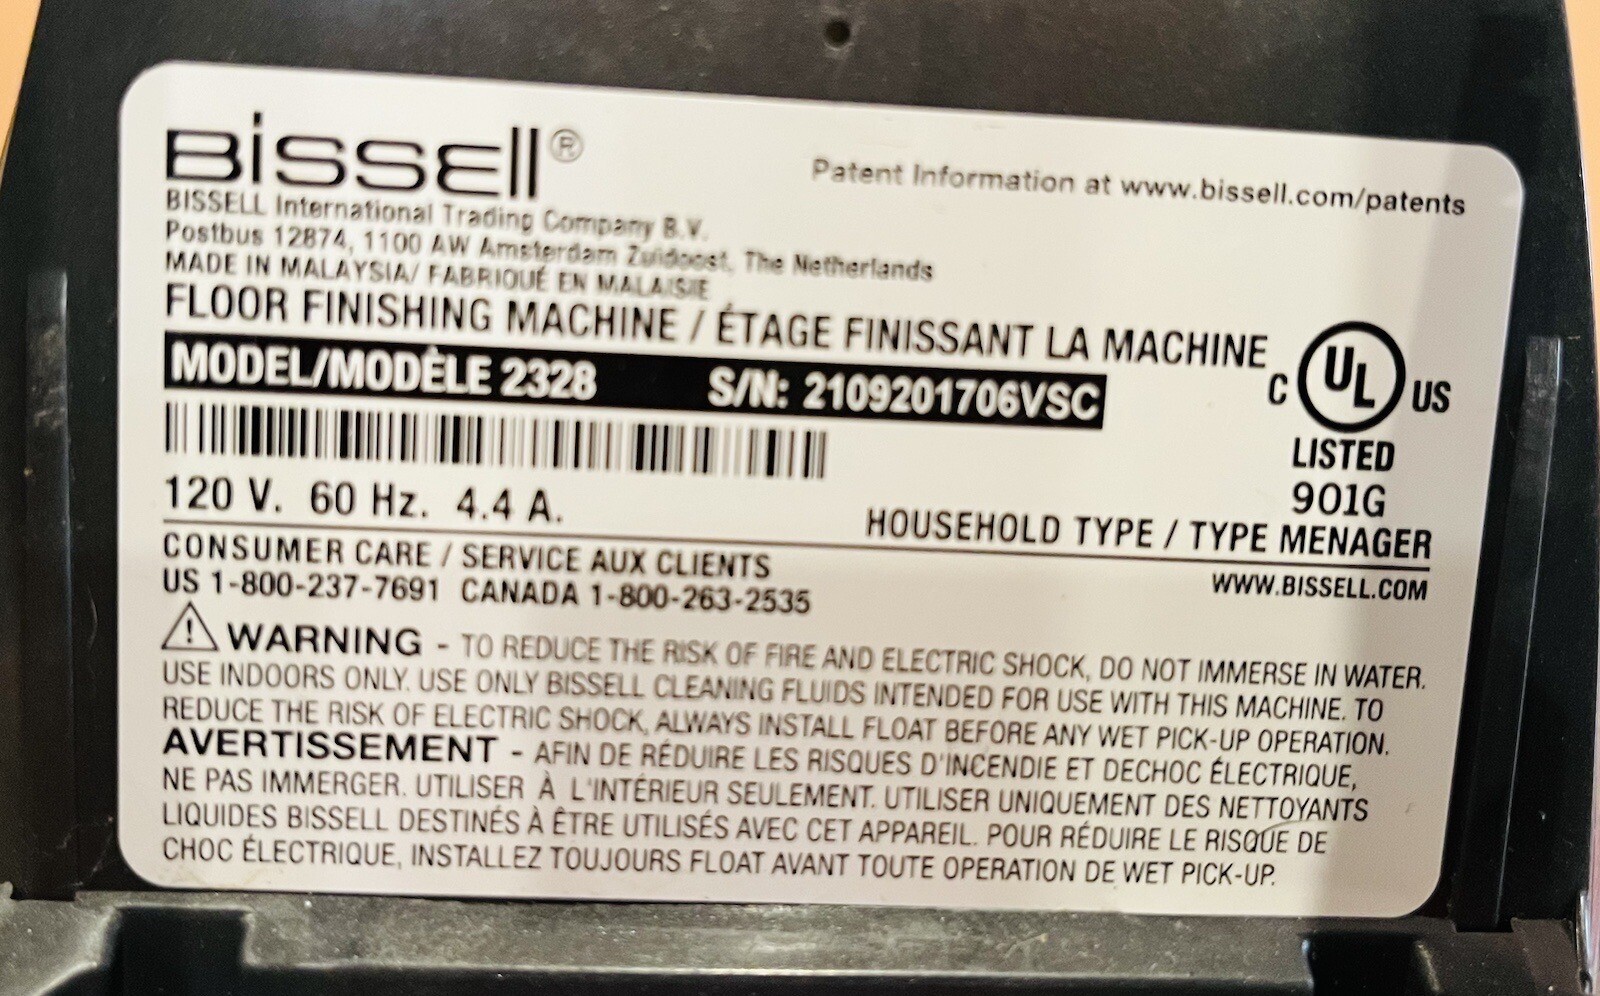 BISSELL®
Patent Information at www.bissell.com/patents
BISSELL International Trading Company B.V.
Postbus 12874, 1100 AW Amsterdam Zuidoost, The Netherlands
MADE IN MALAYSIA/ FABRIQUÉ EN MALAISIE
FLOOR FINISHING MACHINE / ÉTAGE FINISSANT LA MACHINE
MODEL/MODÈLE 2328 S/N: 2109201706VSC
C UL US
LISTED
901G
120 V. 60 Hz. 4.4 A.
HOUSEHOLD TYPE / TYPE MENAGER
CONSUMER CARE / SERVICE AUX CLIENTS
US 1-800-237-7691 CANADA 1-800-263-2535
WWW.BISSELL.COM
WARNING - TO REDUCE THE RISK OF FIRE AND ELECTRIC SHOCK, DO NOT IMMERSE IN WATER.
USE INDOORS ONLY. USE ONLY BISSELL CLEANING FLUIDS INTENDED FOR USE WITH THIS MACHINE. TO
REDUCE THE RISK OF ELECTRIC SHOCK, ALWAYS INSTALL FLOAT BEFORE ANY WET PICK-UP OPERATION.
AVERTISSEMENT - AFIN DE RÉDUIRE LES RISQUES D'INCENDIE ET DECHOC ÉLECTRIQUE,
NE PAS IMMERGER. UTILISER À L'INTÉRIEUR SEULEMENT. UTILISER UNIQUEMENT DES NETTOYANTS
LIQUIDES BISSELL DESTINÉS À ÊTRE UTILISÉS AVEC CET APPAREIL. POUR RÉDUIRE LE RISQUE DE
CHOC ÉLECTRIQUE, INSTALLEZ TOUJOURS FLOAT AVANT TOUTE OPERATION DE WET PICK-UP.